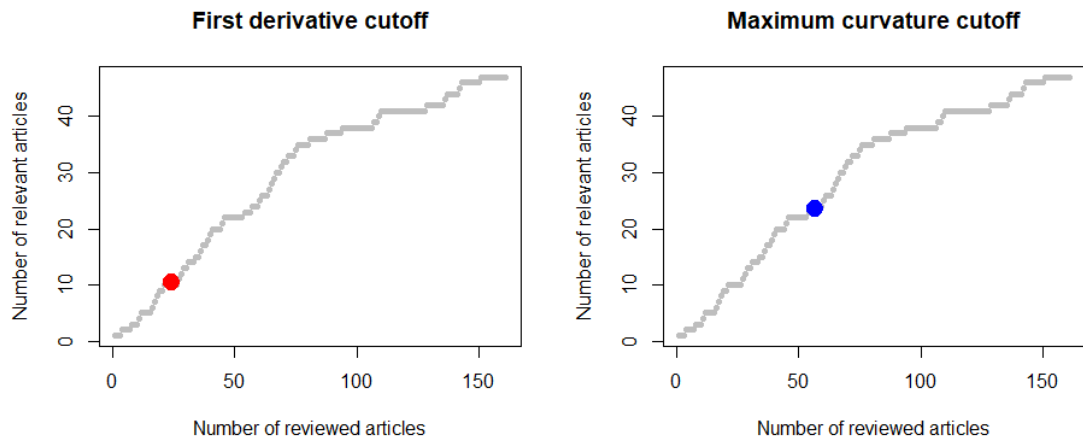 First derivative cutoff
Number of relevant articles
40
30
20
10
0
0 50 100 150
Number of reviewed articles
Maximum curvature cutoff
Number of relevant articles
40
30
20
10
0
0 50 100 150
Number of reviewed articles